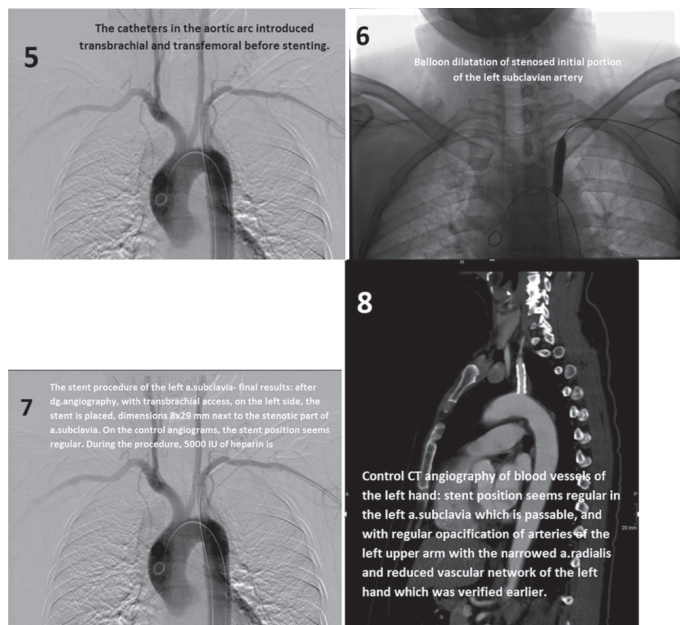 5
The catheters in the aortic arc introduced
transbrachial and transfemoral before stenting.
6
Balloon dilatation of stenosed initial portion
of the left subclavian artery
7
The stent procedure of the left a.subclavia- final results: after
dg.angiography, with transbrachial access, on the left side, the
stent is placed, dimensions 8x29 mm next to the stenotic part of
a.subclavia. On the control angiograms, the stent position seems
regular. During the procedure, 5000 IU of heparin is
8
H
Control CT angiography of blood vessels of
the left hand: stent position seems regular in
the left a.subclavia which is passable, and
with regular opacification of arteries of the
left upper arm with the narrowed a.radialis
and reduced vascular network of the left
hand which was verified earlier.
A
P
20 mm